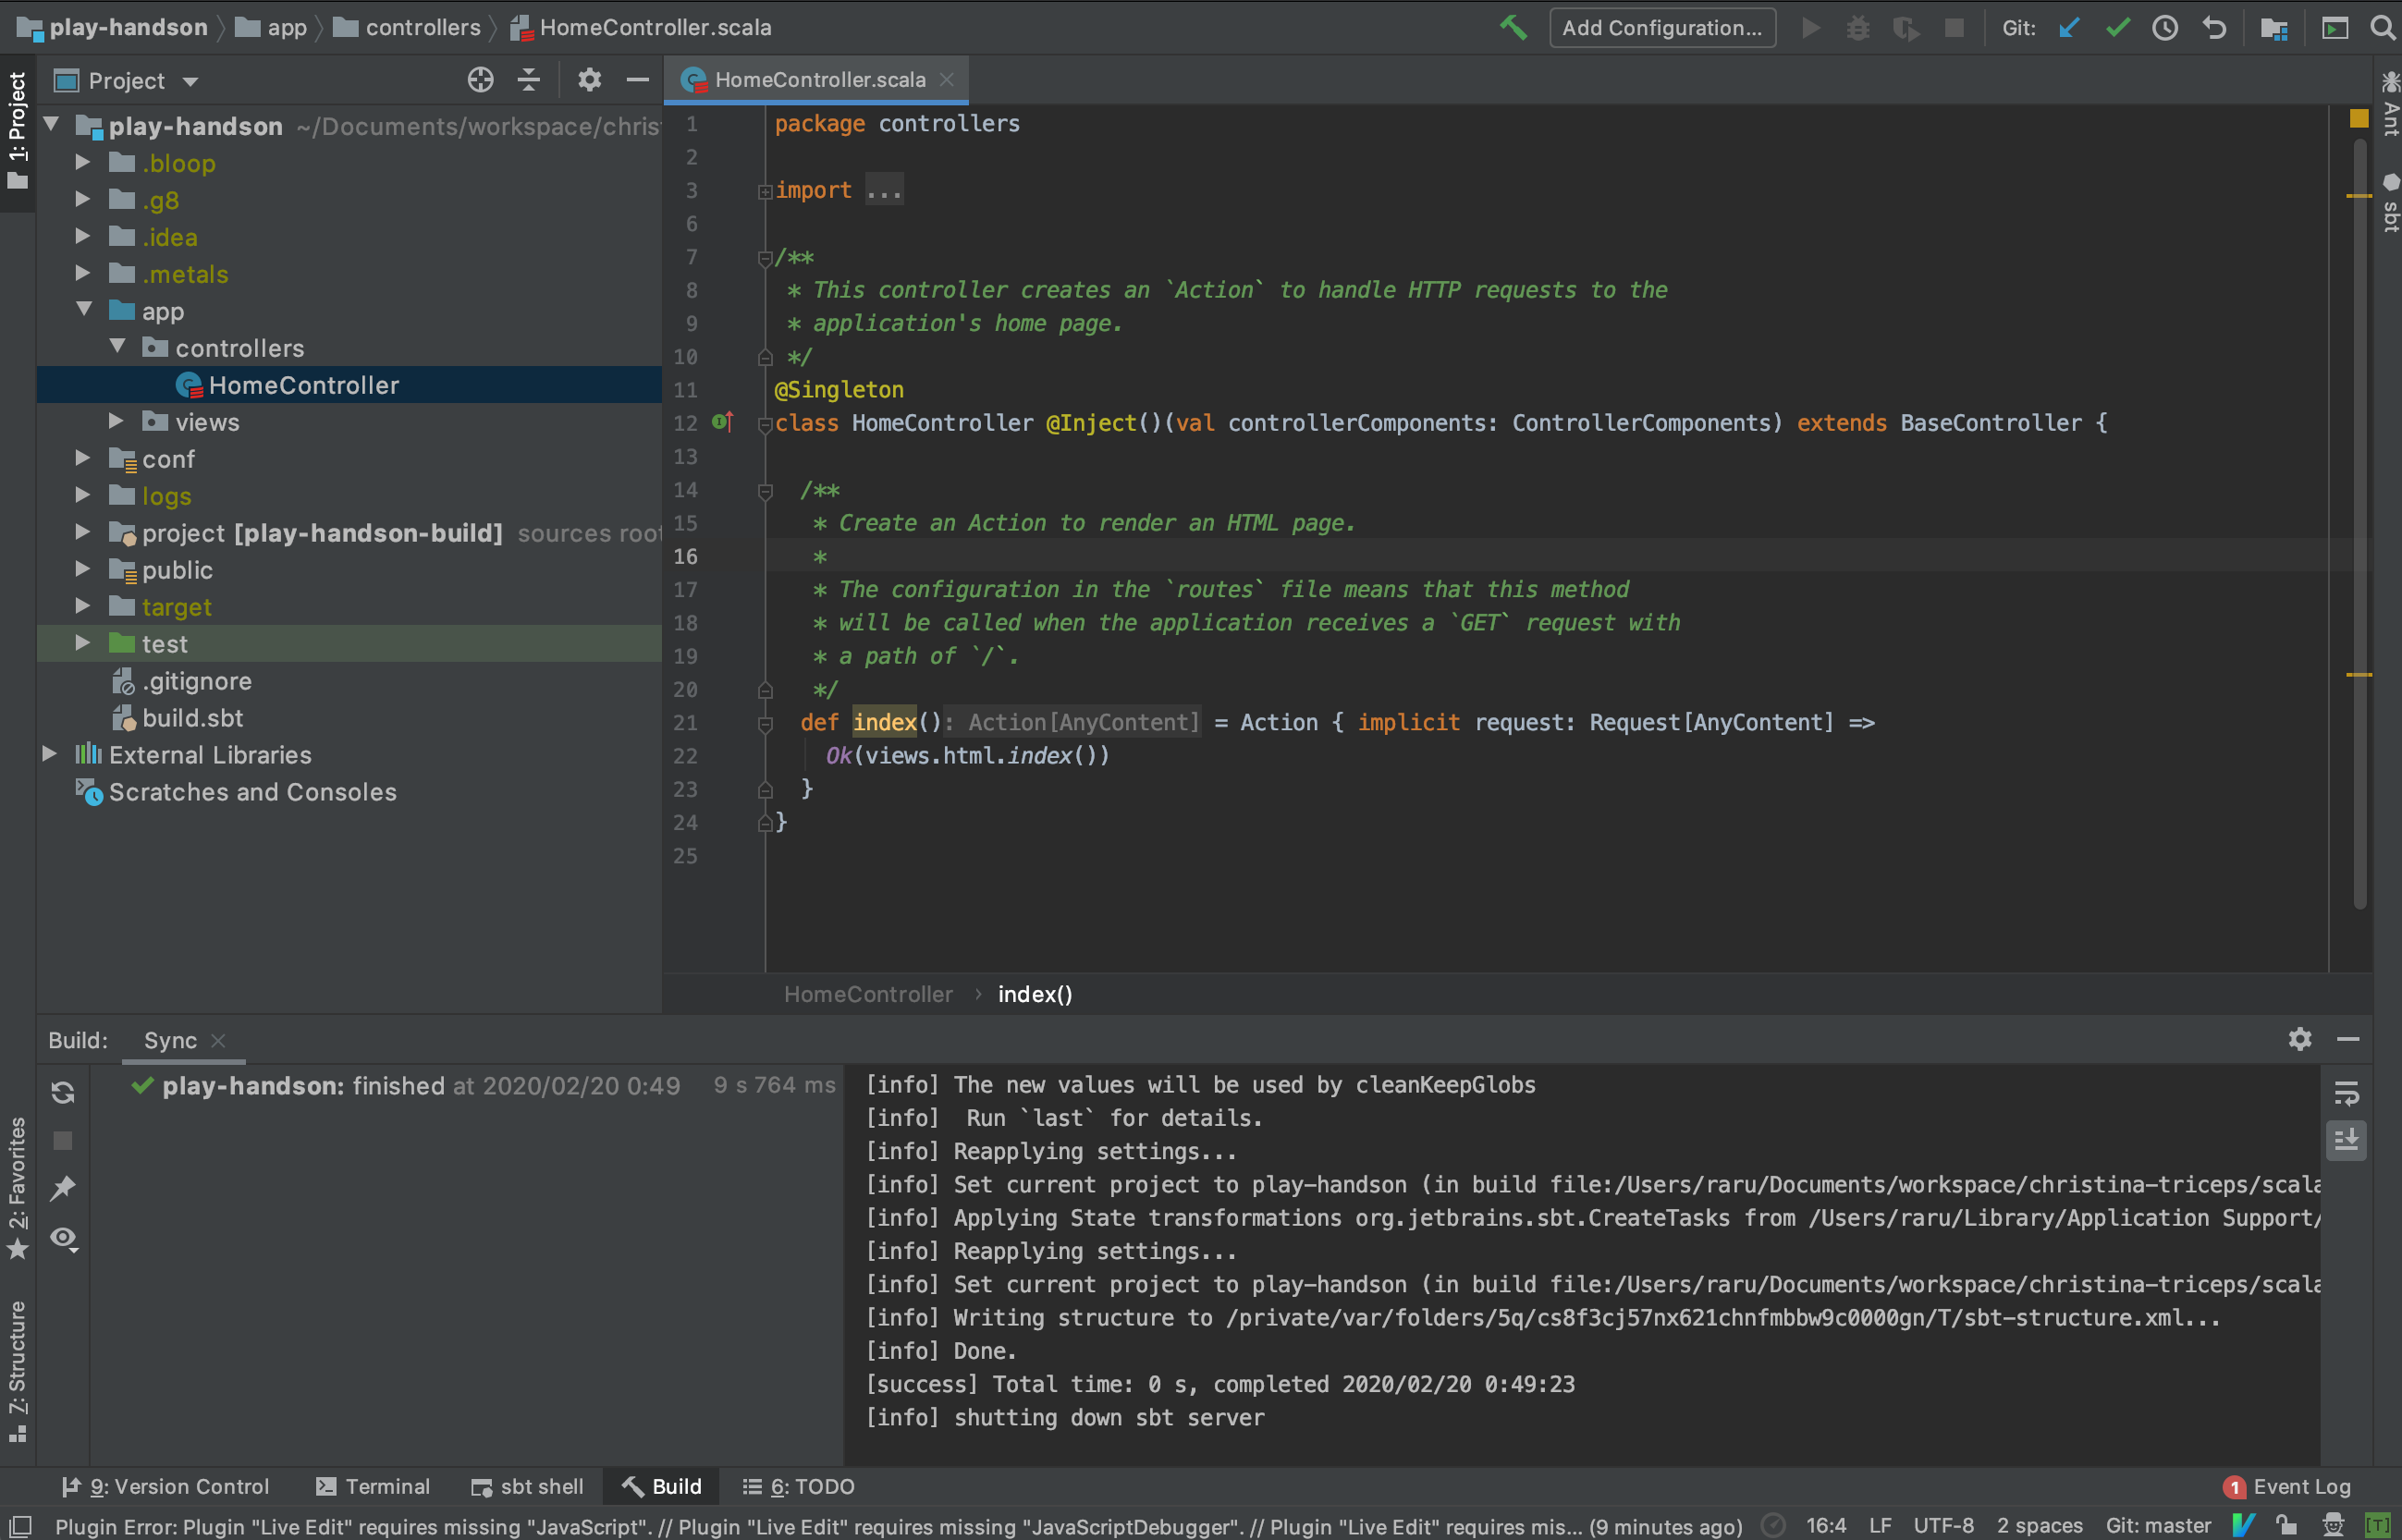 play-handson app controllers HomeController.scala Add Configuration... Git:
1: Project
Project
play-handson ~/Documents/workspace/chris
.bloop
.g8
.idea
.metals
app
controllers
HomeController
views
conf
logs
project [play-handson-build] sources root
public
target
test
.gitignore
build.sbt
External Libraries
Scratches and Consoles
HomeController.scala
1 package controllers
2
3 import ...
6
7 /**
8 * This controller creates an `Action` to handle HTTP requests to the
9 * application's home page.
10 */
11 @Singleton
12 class HomeController @Inject()(val controllerComponents: ControllerComponents) extends BaseController {
13
14 /**
15 * Create an Action to render an HTML page.
16 *
17 * The configuration in the `routes` file means that this method
18 * will be called when the application receives a `GET` request with
19 * a path of `/`.
20 */
21 def index(): Action[AnyContent] = Action { implicit request: Request[AnyContent] =>
22 Ok(views.html.index())
23 }
24 }
25
HomeController › index()
Ant
sbt
Build: Sync
play-handson: finished at 2020/02/20 0:49 9 s 764 ms
[info] The new values will be used by cleanKeepGlobs
[info]  Run `last` for details.
[info] Reapplying settings...
[info] Set current project to play-handson (in build file:/Users/raru/Documents/workspace/christina-triceps/scala
[info] Applying State transformations org.jetbrains.sbt.CreateTasks from /Users/raru/Library/Application Support/
[info] Reapplying settings...
[info] Set current project to play-handson (in build file:/Users/raru/Documents/workspace/christina-triceps/scala
[info] Writing structure to /private/var/folders/5q/cs8f3cj57nx621chnfmbbw9c0000gn/T/sbt-structure.xml...
[info] Done.
[success] Total time: 0 s, completed 2020/02/20 0:49:23
[info] shutting down sbt server
2: Favorites
7: Structure
9: Version Control Terminal sbt shell Build 6: TODO 1 Event Log
Plugin Error: Plugin "Live Edit" requires missing "JavaScript". // Plugin "Live Edit" requires missing "JavaScriptDebugger". // Plugin "Live Edit" requires mis... (9 minutes ago) 16:4 LF UTF-8 2 spaces Git: master [T]